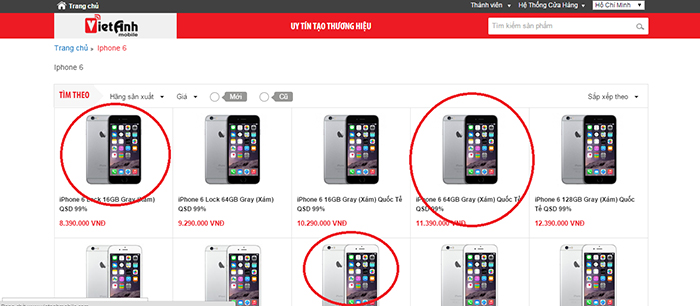 Trang chủ
Thành viên
Hệ Thống Cửa Hàng
Hồ Chí Minh
VietAnh
mobile
UY TÍN TẠO THƯƠNG HIỆU
Tìm kiếm sản phẩm
Trang chủ » Iphone 6
Iphone 6
TÌM THEO
Hãng sản xuất
Giá
Mới
Cũ
Sắp xếp theo
iPhone 6 Lock 16GB Gray (Xám)
QSD 99%
8.390.000 VNĐ
iPhone 6 Lock 64GB Gray (Xám)
QSD 99%
9.290.000 VNĐ
iPhone 6 16GB Gray (Xám) Quốc Tế
QSD 99%
10.290.000 VNĐ
iPhone 6 64GB Gray (Xám) Quốc Tế
QSD 99%
11.390.000 VNĐ
iPhone 6 128GB Gray (Xám) Quốc
Tế QSD 99%
12.390.000 VNĐ